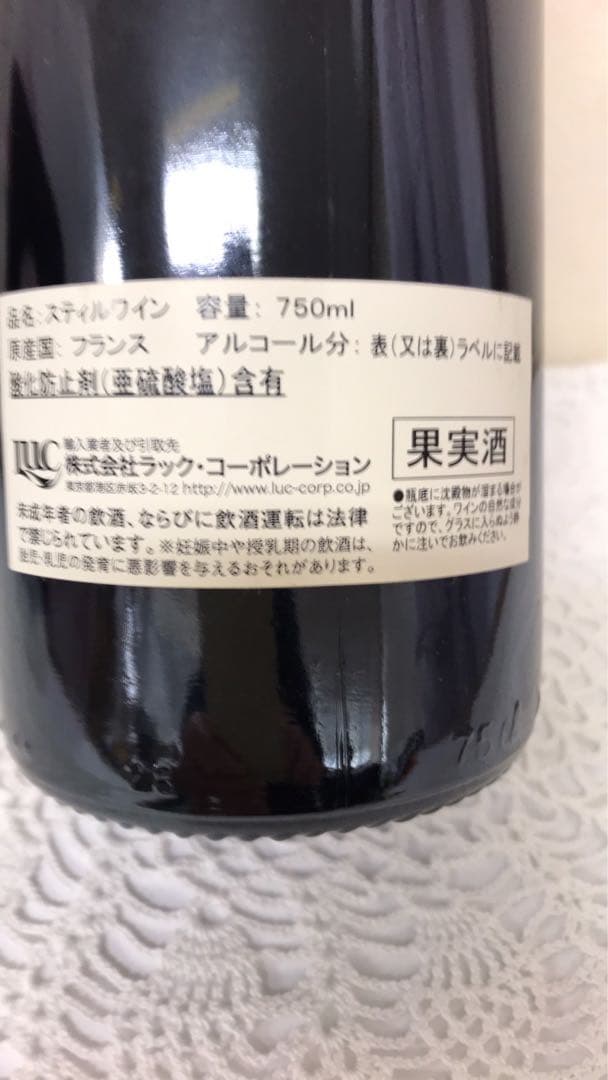 品名:スティルワイン 容量: 750ml
原産国: フランス アルコール分: 表(又は裏)ラベルに記載
酸化防止剤(亜硫酸塩)含有
LUC
輸入業者及び引取先
株式会社ラック・コーポレーション
東京都港区赤坂3-2-12 http://www.luc-corp.co.jp
未成年者の飲酒、ならびに飲酒運転は法律
で禁じられています。※妊娠中や授乳期の飲酒は、
胎児・乳児の発育に悪影響を与えるおそれがあります。
果実酒
●瓶底に沈殿物が溜まる場合が
ございます。ワインの自然な成分
ですので、グラスに入らぬよう静
かに注いでお飲みください。
75cl